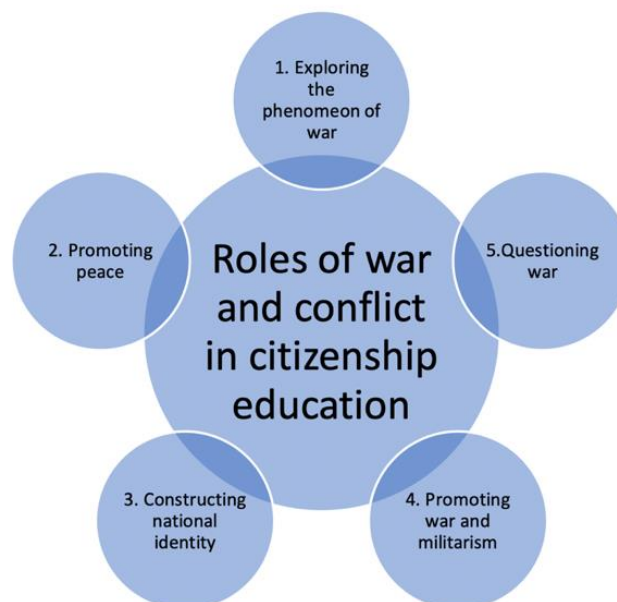 1. Exploring
the
phenomeon of
war
2. Promoting
peace
Roles of war
and conflict
in citizenship
education
5.Questioning
war
3. Constructing
national
identity
4. Promoting
war and
militarism